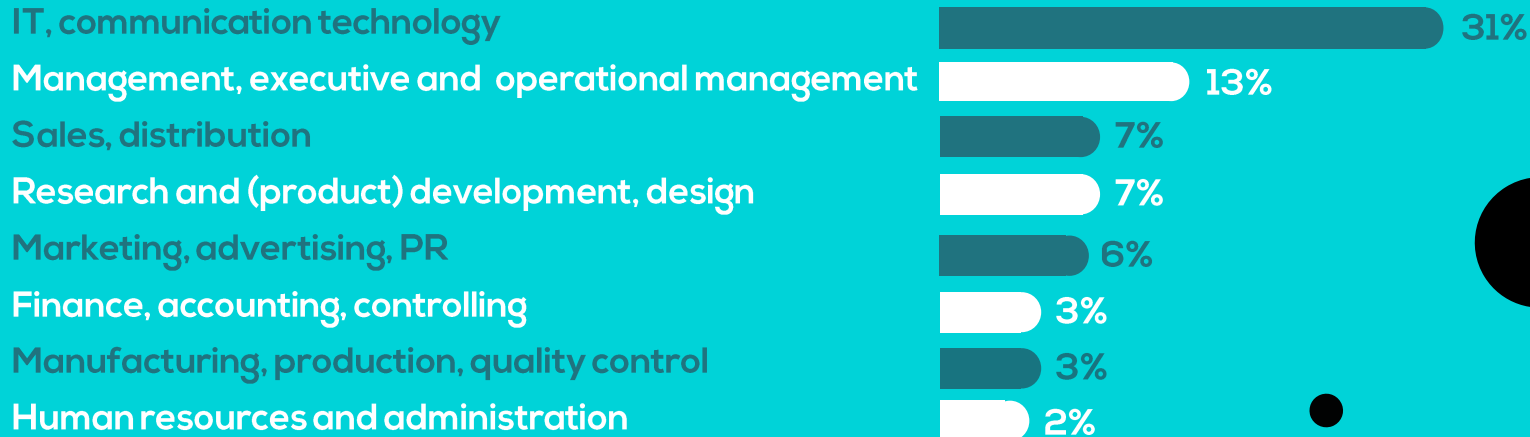 IT, communication technology 31%
Management, executive and operational management 13%
Sales, distribution 7%
Research and (product) development, design 7%
Marketing, advertising, PR 6%
Finance, accounting, controlling 3%
Manufacturing, production, quality control 3%
Human resources and administration 2%